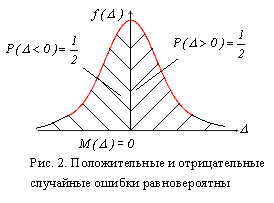 f ( Δ )
P ( Δ < 0 ) = 1/2
P ( Δ > 0 ) = 1/2
Δ
M ( Δ ) = 0
Рис. 2. Положительные и отрицательные
случайные ошибки равновероятны